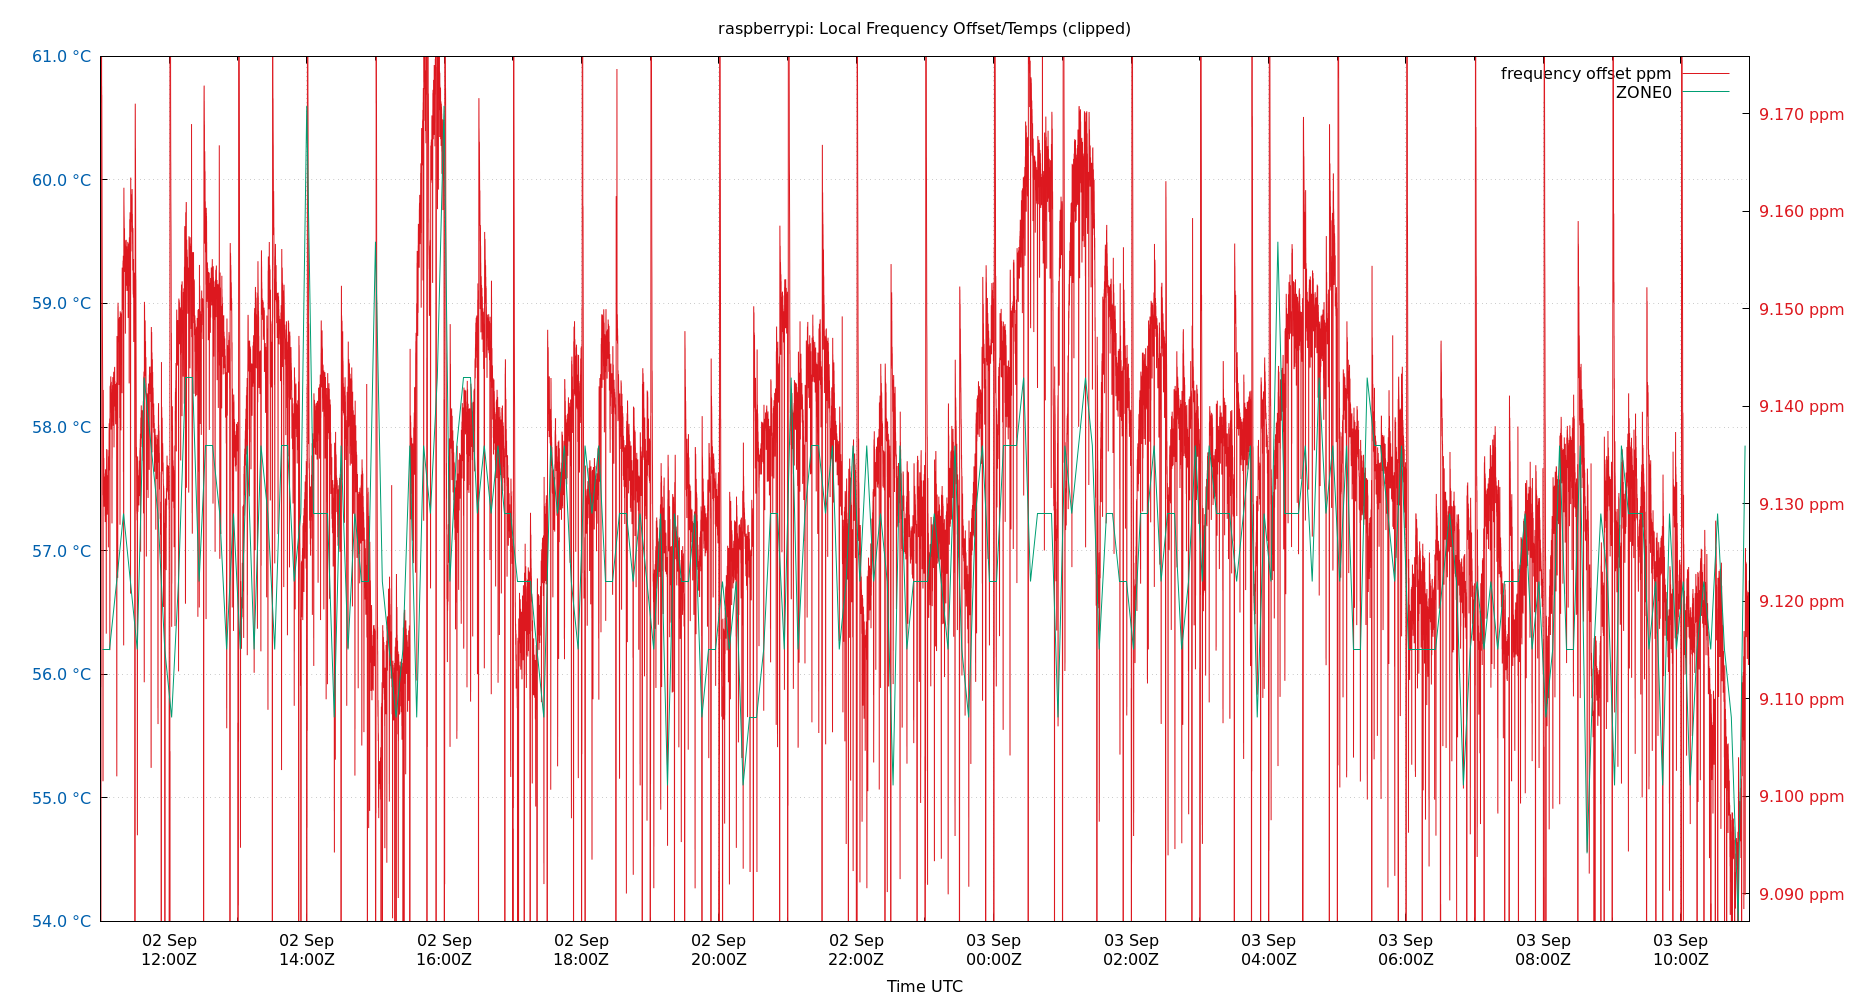 raspberrypi: Local Frequency Offset/Temps (clipped)
61.0 °C
60.0 °C
59.0 °C
58.0 °C
57.0 °C
56.0 °C
55.0 °C
54.0 °C
frequency offset ppm
ZONE0
9.170 ppm
9.160 ppm
9.150 ppm
9.140 ppm
9.130 ppm
9.120 ppm
9.110 ppm
9.100 ppm
9.090 ppm
02 Sep 02 Sep 02 Sep 02 Sep 02 Sep 02 Sep 03 Sep 03 Sep 03 Sep 03 Sep 03 Sep 03 Sep
12:00Z 14:00Z 16:00Z 18:00Z 20:00Z 22:00Z 00:00Z 02:00Z 04:00Z 06:00Z 08:00Z 10:00Z
Time UTC